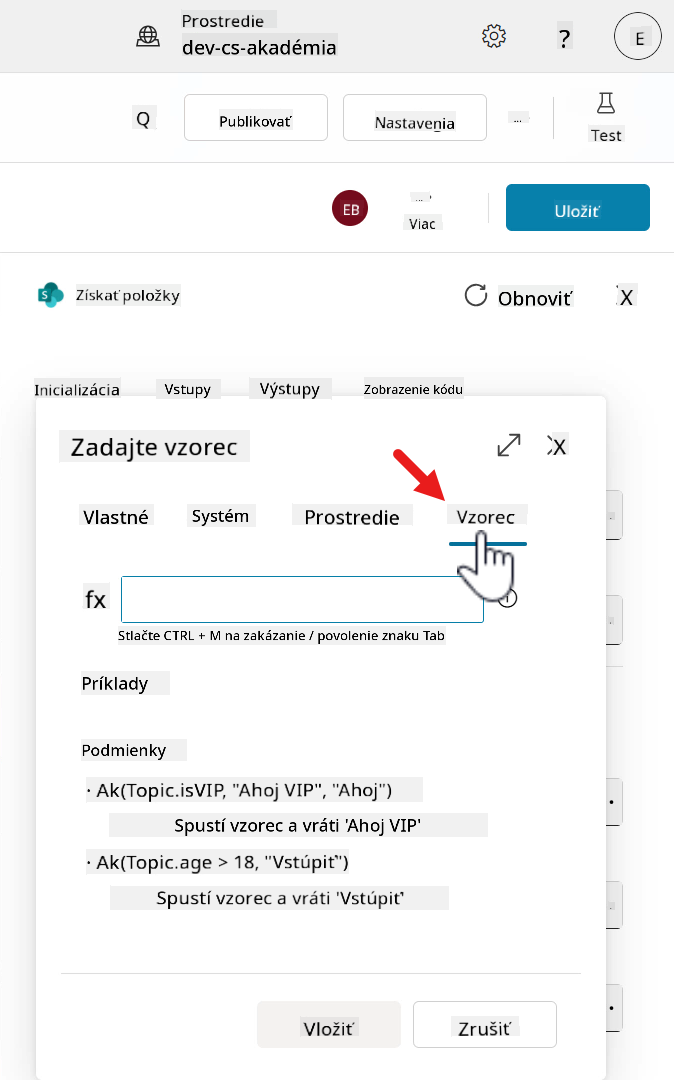 Prostredie
dev-cs-akadémia
?
E
Q
Publikovať
Nastavenia
...
Test
EB
...
Viac
Uložiť
Získať položky
Obnoviť
X
Inicializácia
Vstupy
Výstupy
Zobrazenie kódu
Zadajte vzorec
X
Vlastné
Systém
Prostredie
Vzorec
fx
Stlačte CTRL + M na zakázanie / povolenie znaku Tab
Príklady
Podmienky
· Ak(Topic.isVIP, "Ahoj VIP", "Ahoj")
Spustí vzorec a vráti 'Ahoj VIP'
· Ak(Topic.age > 18, "Vstúpiť")
Spustí vzorec a vráti 'Vstúpiť'
Vložiť
Zrušiť